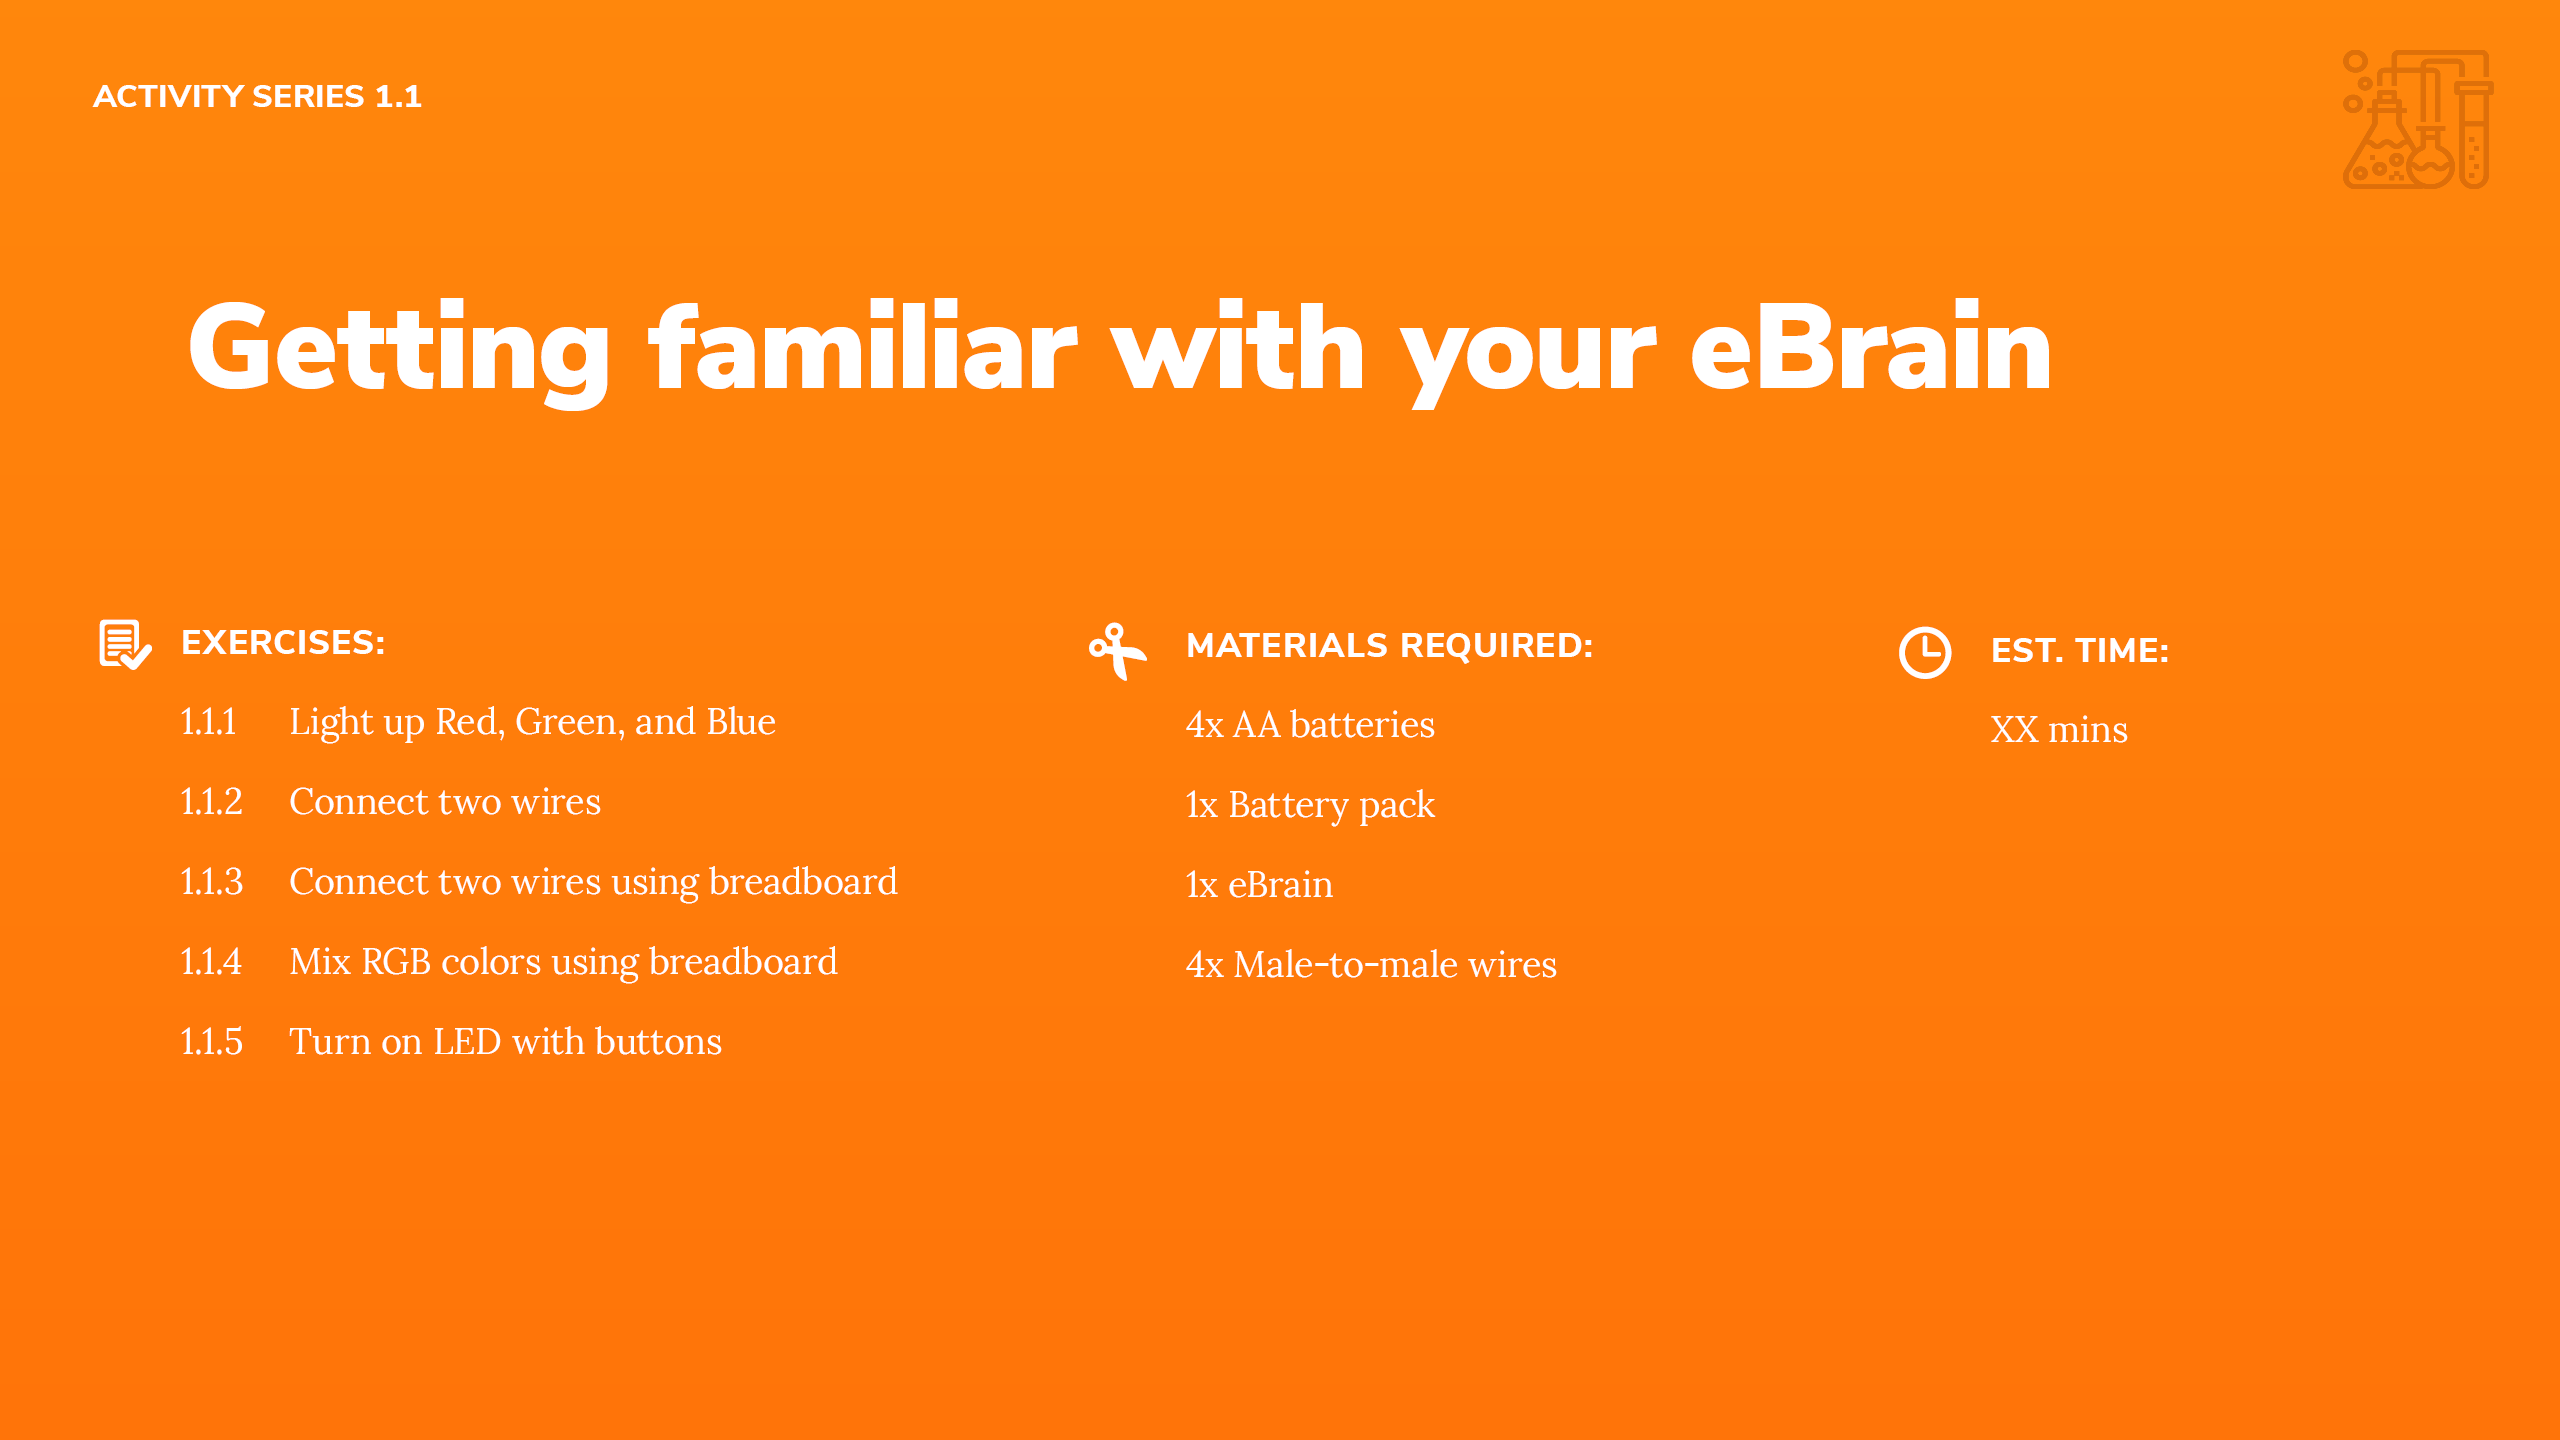 ACTIVITY SERIES 1.1
Getting familiar with your eBrain
EXERCISES:
1.1.1 Light up Red, Green, and Blue
1.1.2 Connect two wires
1.1.3 Connect two wires using breadboard
1.1.4 Mix RGB colors using breadboard
1.1.5 Turn on LED with buttons
MATERIALS REQUIRED:
4x AA batteries
1x Battery pack
1x eBrain
4x Male-to-male wires
EST. TIME:
XX mins